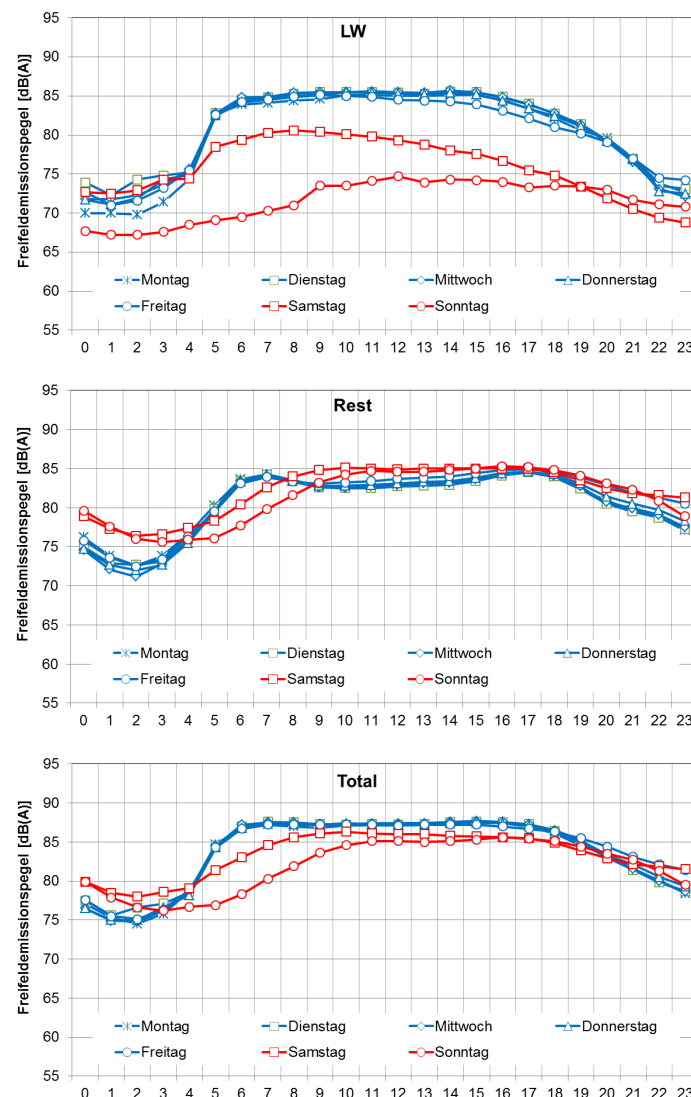 LW
Freifeldemissionspegel [dB(A)]
95
90
85
80
75
70
65
60
55
Montag Dienstag Mittwoch Donnerstag
Freitag Samstag Sonntag
0 1 2 3 4 5 6 7 8 9 10 11 12 13 14 15 16 17 18 19 20 21 22 23
Rest
Freifeldemissionspegel [dB(A)]
95
90
85
80
75
70
65
60
55
Montag Dienstag Mittwoch Donnerstag
Freitag Samstag Sonntag
0 1 2 3 4 5 6 7 8 9 10 11 12 13 14 15 16 17 18 19 20 21 22 23
Total
Freifeldemissionspegel [dB(A)]
95
90
85
80
75
70
65
60
55
Montag Dienstag Mittwoch Donnerstag
Freitag Samstag Sonntag
0 1 2 3 4 5 6 7 8 9 10 11 12 13 14 15 16 17 18 19 20 21 22 23